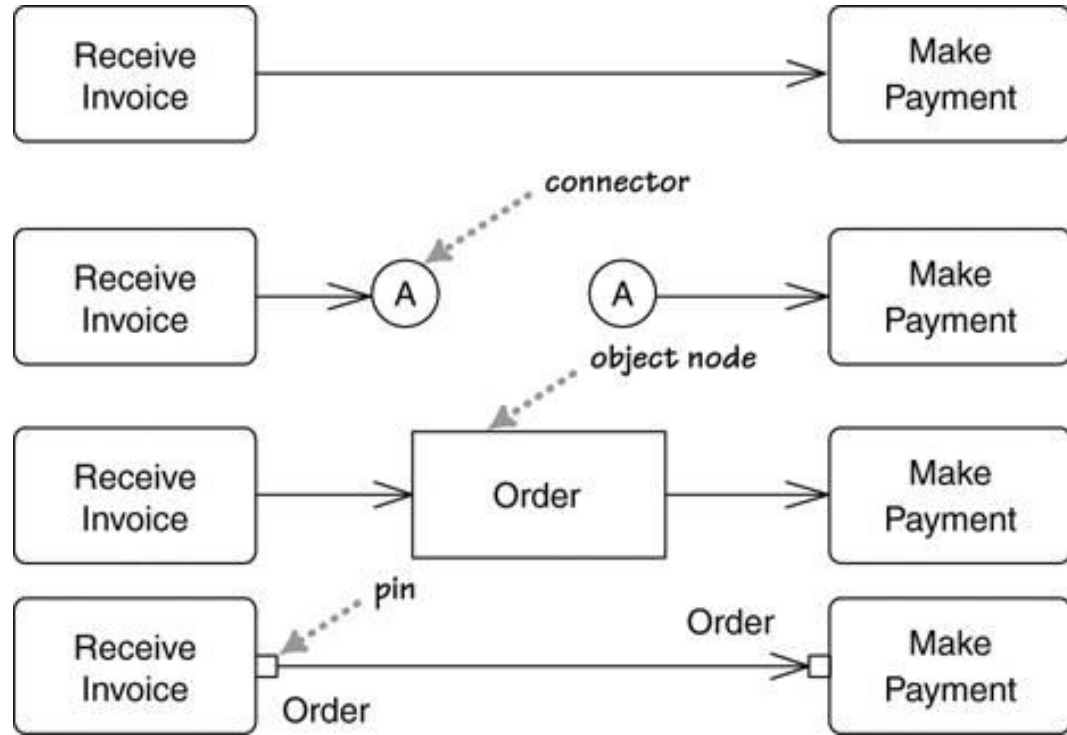 Receive
Invoice
Make
Payment
connector
Receive
Invoice
A
A
Make
Payment
object node
Receive
Invoice
Order
Make
Payment
pin
Receive
Invoice
Order
Order
Make
Payment